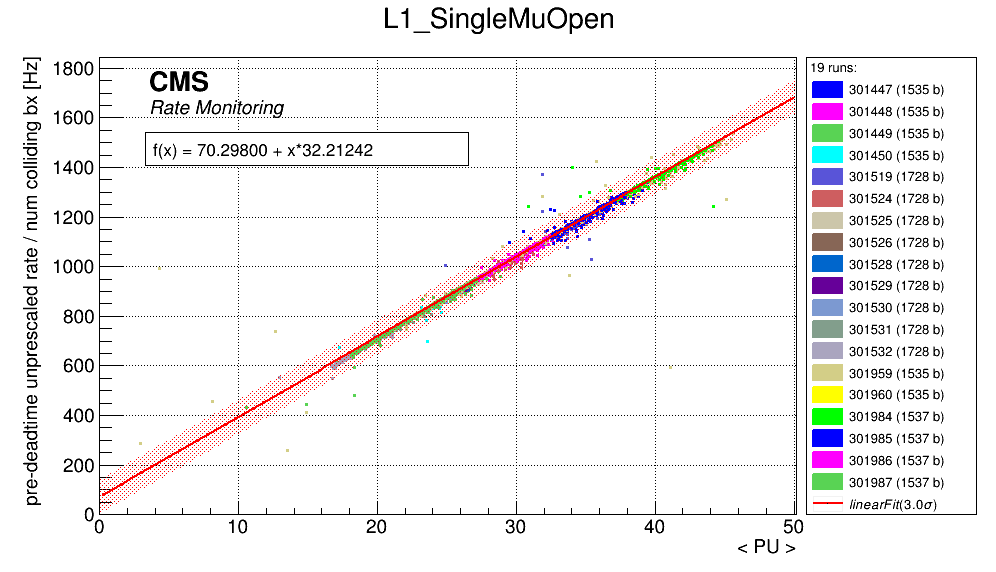 L1_SingleMuOpen
pre-deadtime unprescaled rate / num colliding bx [Hz]
1800
1600
1400
1200
1000
800
600
400
200
0
CMS
Rate Monitoring
f(x) = 70.29800 + x*32.21242
0 10 20 30 40 50
< PU >
19 runs:
301447 (1535 b)
301448 (1535 b)
301449 (1535 b)
301450 (1535 b)
301519 (1728 b)
301524 (1728 b)
301525 (1728 b)
301526 (1728 b)
301528 (1728 b)
301529 (1728 b)
301530 (1728 b)
301531 (1728 b)
301532 (1728 b)
301959 (1535 b)
301960 (1535 b)
301984 (1537 b)
301985 (1537 b)
301986 (1537 b)
301987 (1537 b)
linearFit(3.0σ)